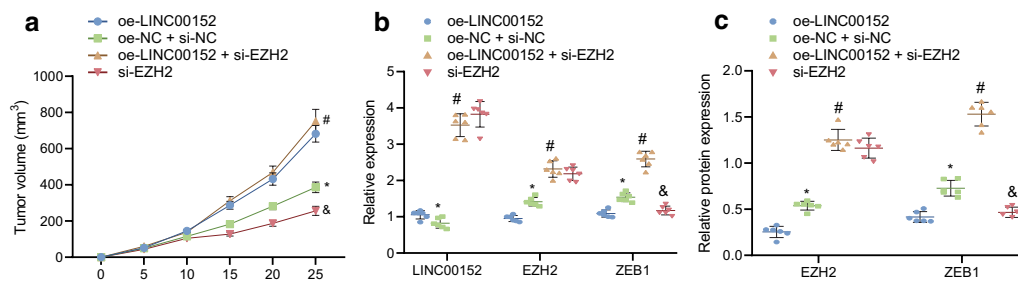 a
oe-LINC00152
oe-NC + si-NC
oe-LINC00152 + si-EZH2
si-EZH2
Tumor volume (mm³)
1000
800
600
400
200
0
0 5 10 15 20 25
#
*
&
b
oe-LINC00152
oe-NC + si-NC
oe-LINC00152 + si-EZH2
si-EZH2
Relative expression
5
4
3
2
1
0
#
*
#
*
#
*
&
LINC00152 EZH2 ZEB1
c
oe-LINC00152
oe-NC + si-NC
oe-LINC00152 + si-EZH2
si-EZH2
Relative protein expression
2.0
1.5
1.0
0.5
0.0
#
*
#
*
&
EZH2 ZEB1